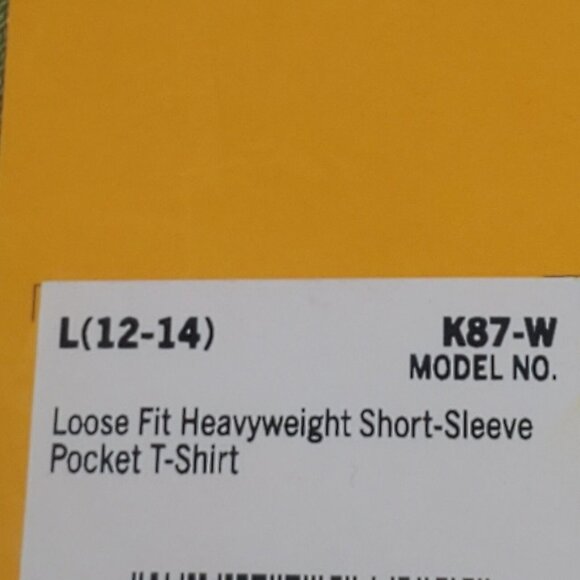 L(12-14)
K87-W
MODEL NO.
Loose Fit Heavyweight Short-Sleeve
Pocket T-Shirt